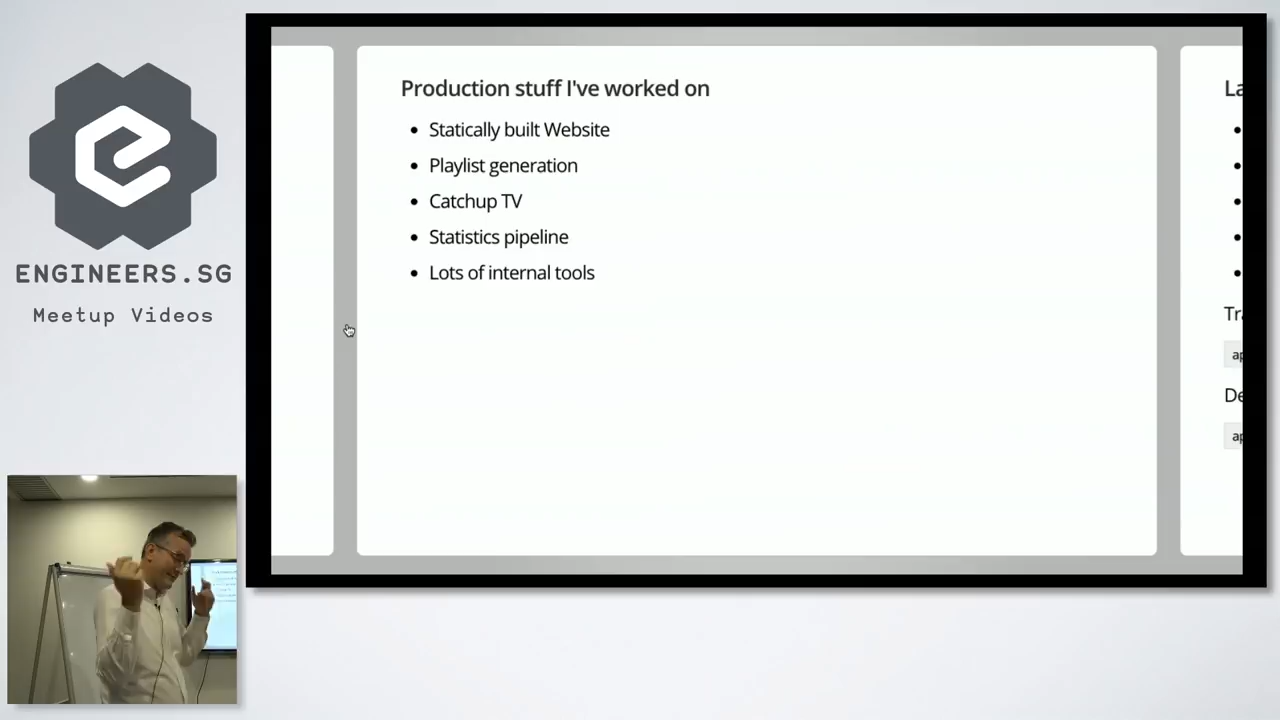 ENGINEERS.SG
Meetup Videos
Production stuff I've worked on
Statically built Website
Playlist generation
Catchup TV
Statistics pipeline
Lots of internal tools